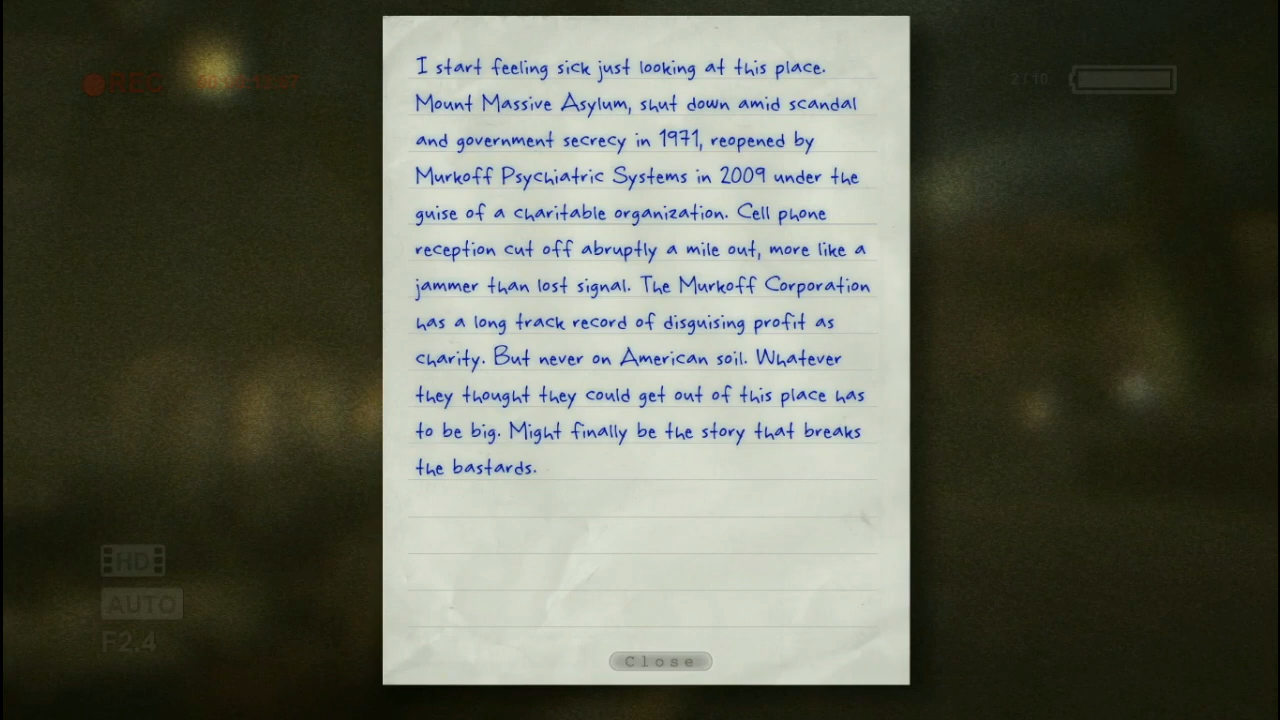 REC
2/10
I start feeling sick just looking at this place.
Mount Massive Asylum, shut down amid scandal
and government secrecy in 1971, reopened by
Murkoff Psychiatric Systems in 2009 under the
guise of a charitable organization. Cell phone
reception cut off abruptly a mile out, more like a
jammer than lost signal. The Murkoff Corporation
has a long track record of disguising profit as
charity. But never on American soil. Whatever
they thought they could get out of this place has
to be big. Might finally be the story that breaks
the bastards.
HD
AUTO
F2.4
Close